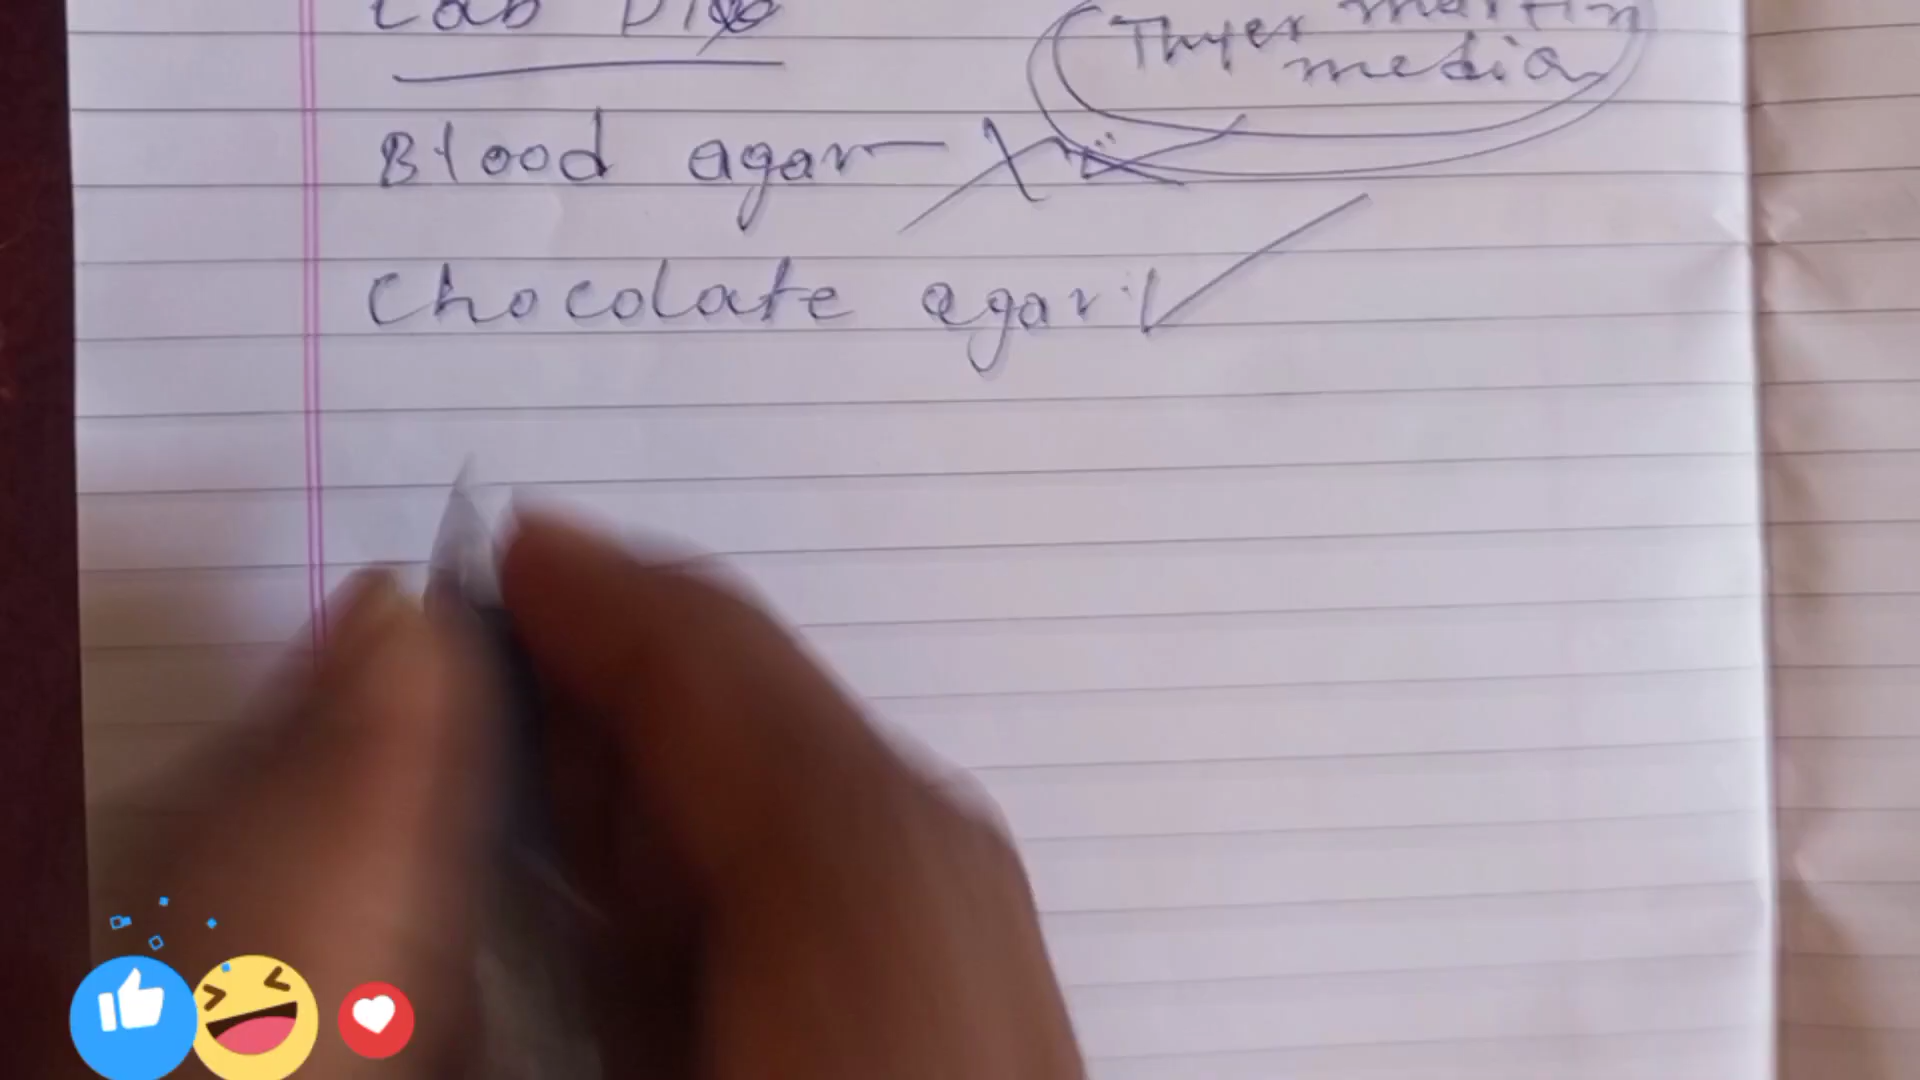 Lab Dx
Thyer martin
media
Blood agar
Chocolate agar